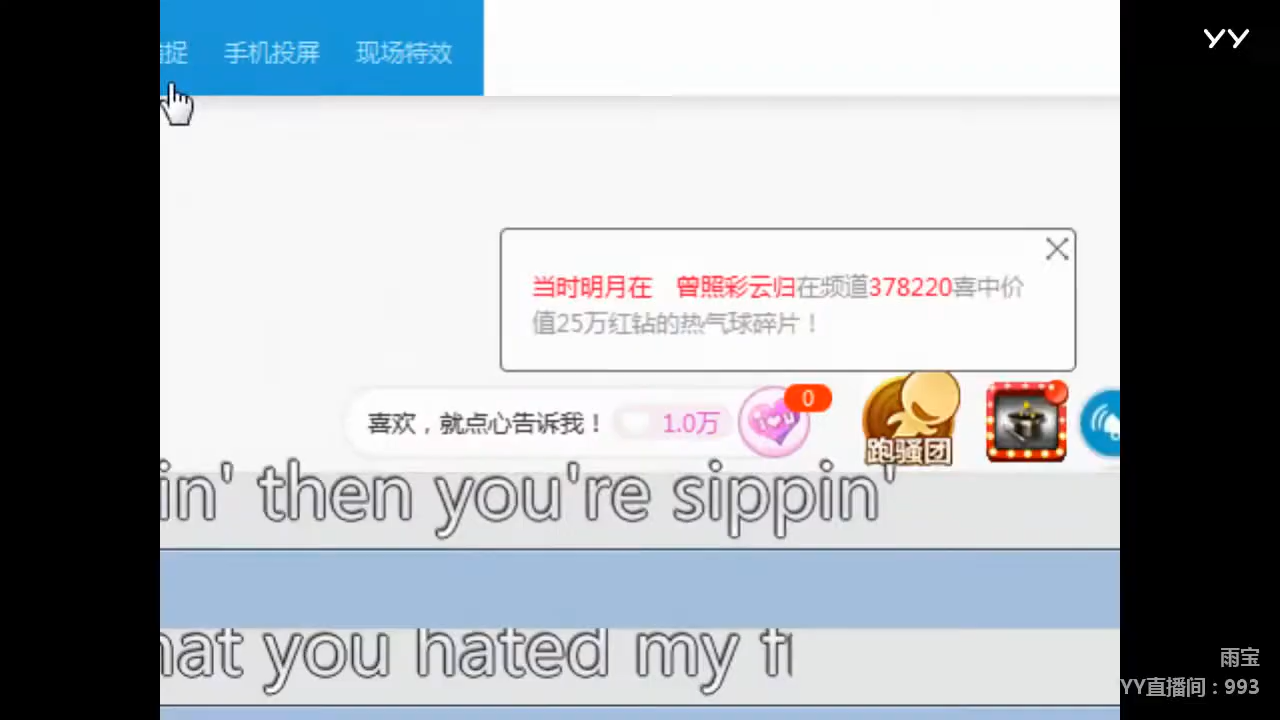 捉 手机投屏 现场特效
YY
当时明月在 曾照彩云归在频道378220喜中价
值25万红钻的热气球碎片！
喜欢，就点心告诉我！ 1.0万
0
I♥U
跑骚团
in' then you're sippin'
hat you hated my f
雨宝
YY直播间：993